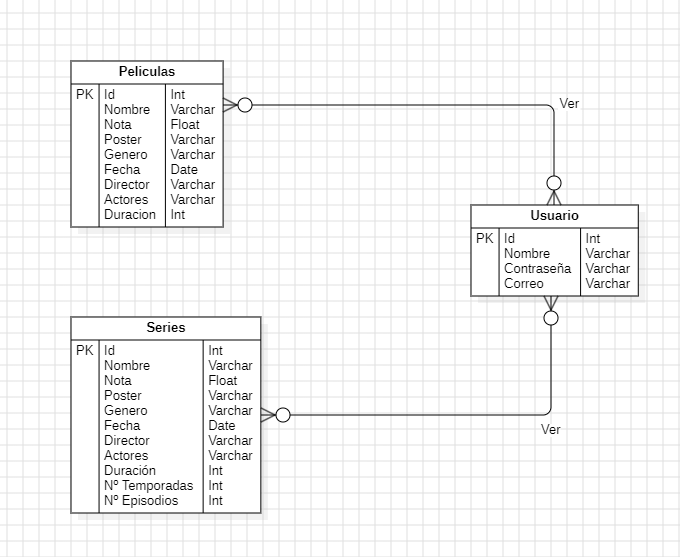 Peliculas
PK Id Int
Nombre Varchar
Nota Float
Poster Varchar
Genero Varchar
Fecha Date
Director Varchar
Actores Varchar
Duracion Int
Ver
Usuario
PK Id Int
Nombre Varchar
Contraseña Varchar
Correo Varchar
Series
PK Id Int
Nombre Varchar
Nota Float
Poster Varchar
Genero Varchar
Fecha Date
Director Varchar
Actores Varchar
Duración Int
Nº Temporadas Int
Nº Episodios Int
Ver